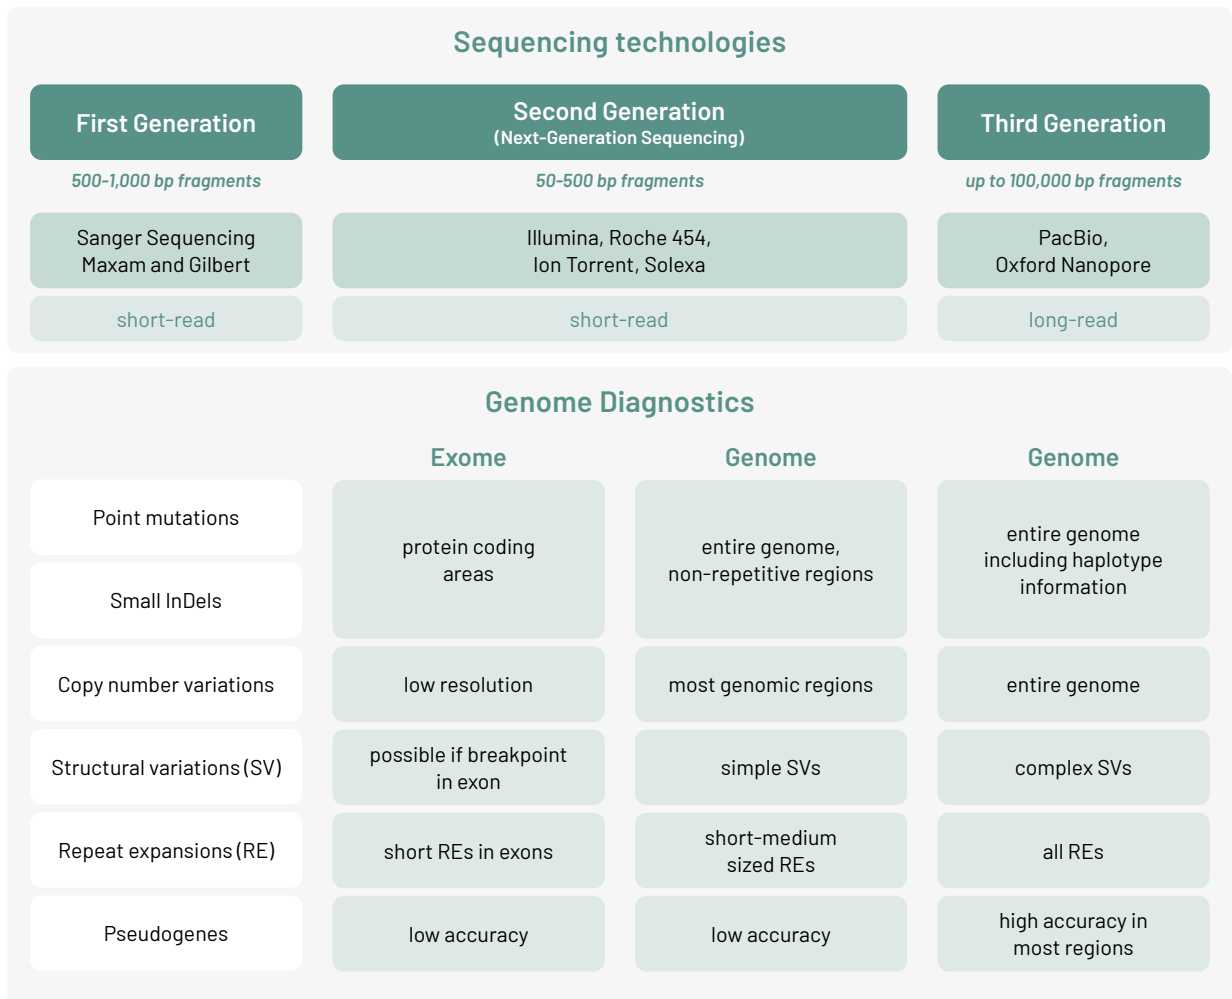 Sequencing technologies
First Generation
Second Generation
(Next-Generation Sequencing)
Third Generation
500-1,000 bp fragments
50-500 bp fragments
up to 100,000 bp fragments
Sanger Sequencing
Maxam and Gilbert
Illumina, Roche 454,
Ion Torrent, Solexa
PacBio,
Oxford Nanopore
short-read
short-read
long-read
Genome Diagnostics
Exome
Genome
Genome
Point mutations
Small InDels
protein coding
areas
entire genome,
non-repetitive regions
entire genome
including haplotype
information
Copy number variations
low resolution
most genomic regions
entire genome
Structural variations (SV)
possible if breakpoint
in exon
simple SVs
complex SVs
Repeat expansions (RE)
short REs in exons
short-medium
sized REs
all REs
Pseudogenes
low accuracy
low accuracy
high accuracy in
most regions